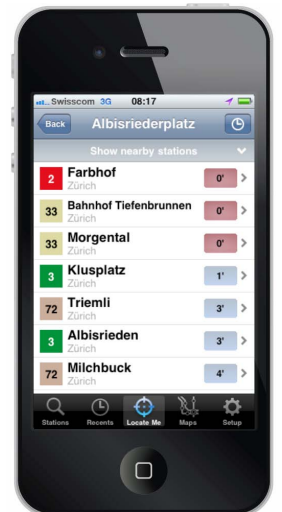 Swisscom 3G 08:17
Back Albisriederplatz
Show nearby stations
2 Farbhof 0'
Zürich
33 Bahnhof Tiefenbrunnen 0'
Zürich
33 Morgental 0'
Zürich
3 Klusplatz 1'
Zürich
72 Triemli 3'
Zürich
3 Albisrieden 3'
Zürich
72 Milchbuck 4'
Zürich
Stations Recents Locate Me Maps Setup